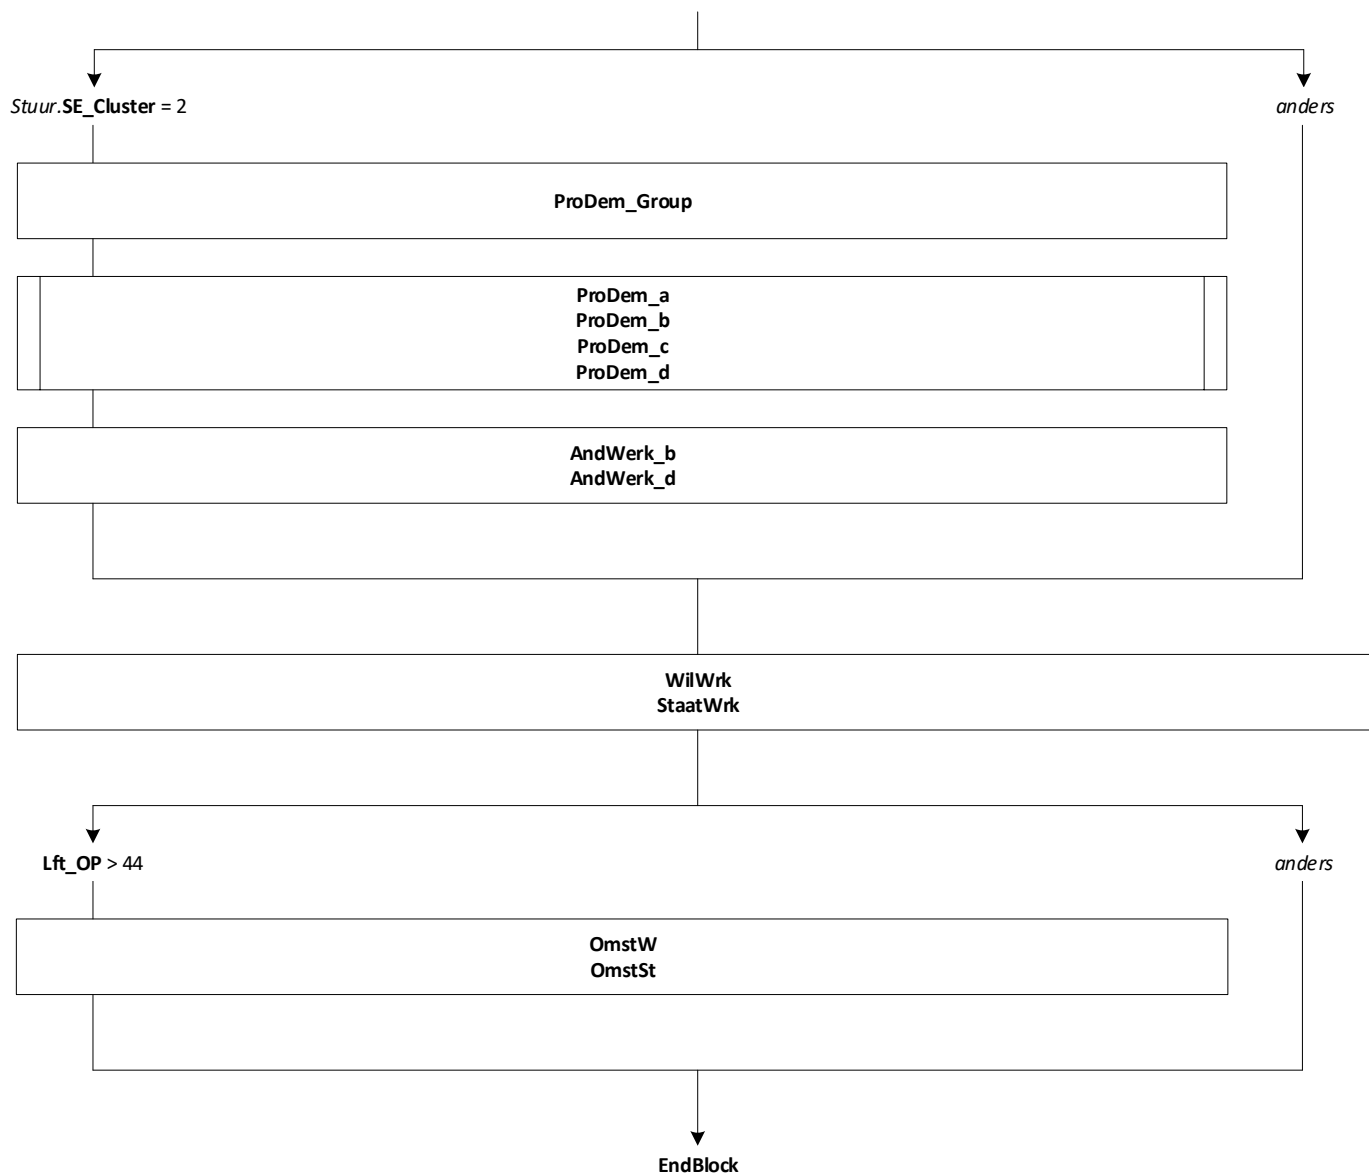 Stuur.SE_Cluster = 2
anders
ProDem_Group
ProDem_a
ProDem_b
ProDem_c
ProDem_d
AndWerk_b
AndWerk_d
WilWrk
StaatWrk
Lft_OP > 44
anders
OmstW
OmstSt
EndBlock